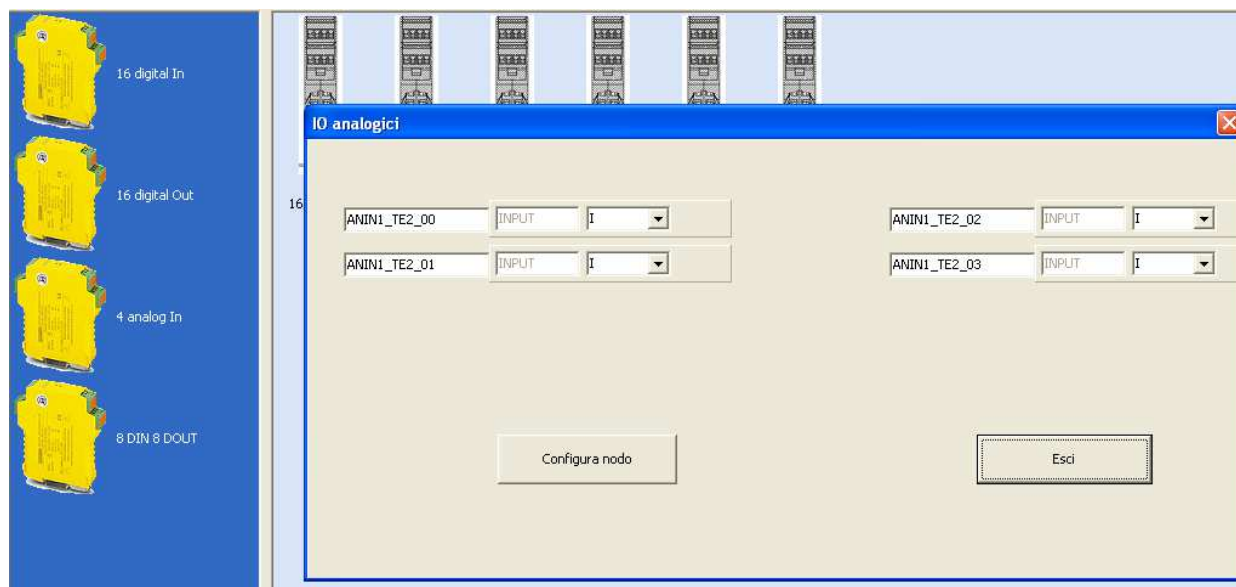 16 digital In
16 digital Out
4 analog In
8 DIN 8 DOUT
16
IO analogici
ANIN1_TE2_00 INPUT I
ANIN1_TE2_02 INPUT I
ANIN1_TE2_01 INPUT I
ANIN1_TE2_03 INPUT I
Configura nodo
Esci